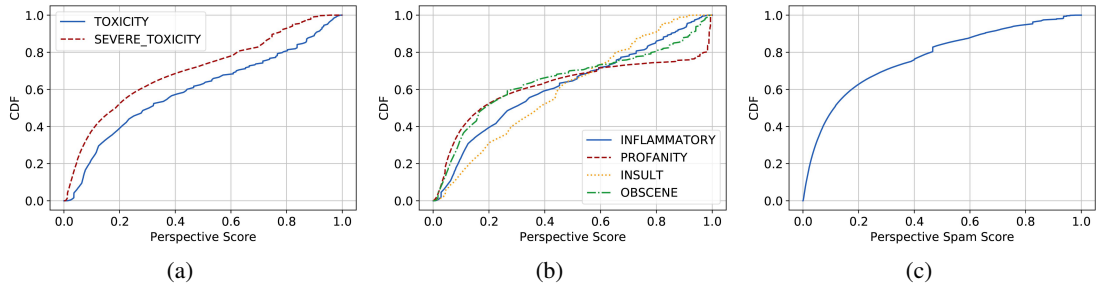 1.0
0.8
0.6
0.4
0.2
0.0
CDF
TOXICITY
SEVERE_TOXICITY
0.0 0.2 0.4 0.6 0.8 1.0
Perspective Score
(a)
1.0
0.8
0.6
0.4
0.2
0.0
CDF
INFLAMMATORY
PROFANITY
INSULT
OBSCENE
0.0 0.2 0.4 0.6 0.8 1.0
Perspective Score
(b)
1.0
0.8
0.6
0.4
0.2
0.0
CDF
0.0 0.2 0.4 0.6 0.8 1.0
Perspective Spam Score
(c)